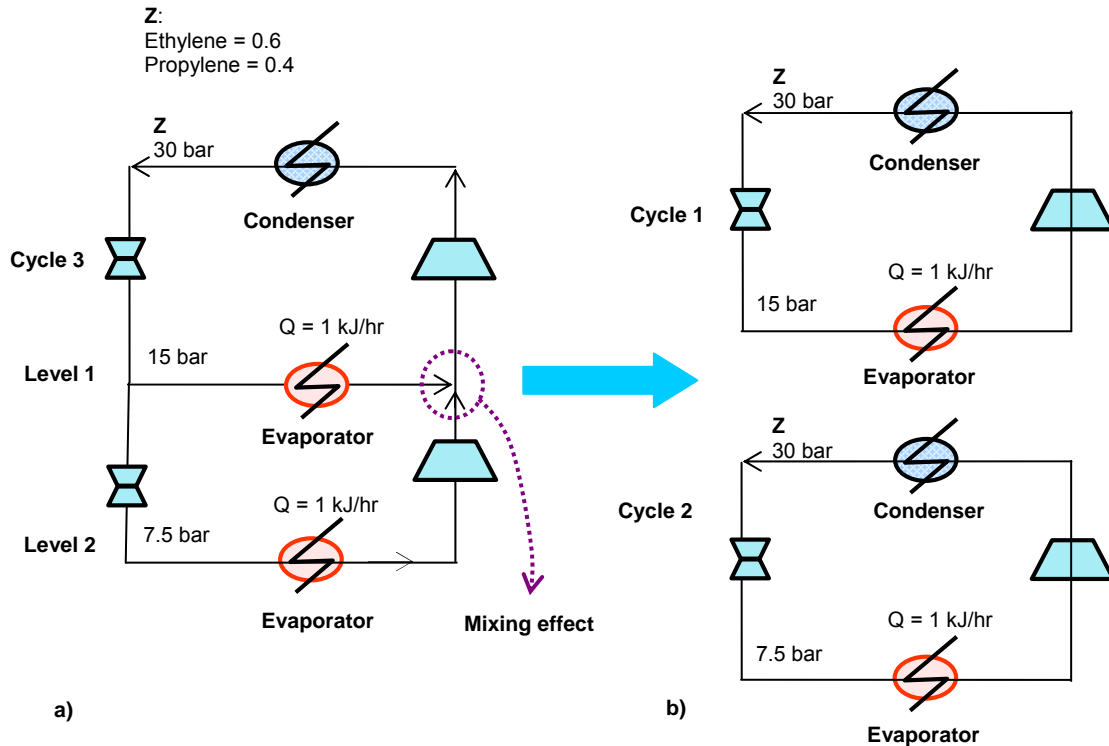 Z:
Ethylene = 0.6
Propylene = 0.4
Z
30 bar
Condenser
Cycle 3
Q = 1 kJ/hr
15 bar
Level 1
Evaporator
Q = 1 kJ/hr
Level 2
7.5 bar
Evaporator
Mixing effect
a)
Z
30 bar
Condenser
Cycle 1
Q = 1 kJ/hr
15 bar
Evaporator
Z
30 bar
Condenser
Cycle 2
Q = 1 kJ/hr
7.5 bar
Evaporator
b)